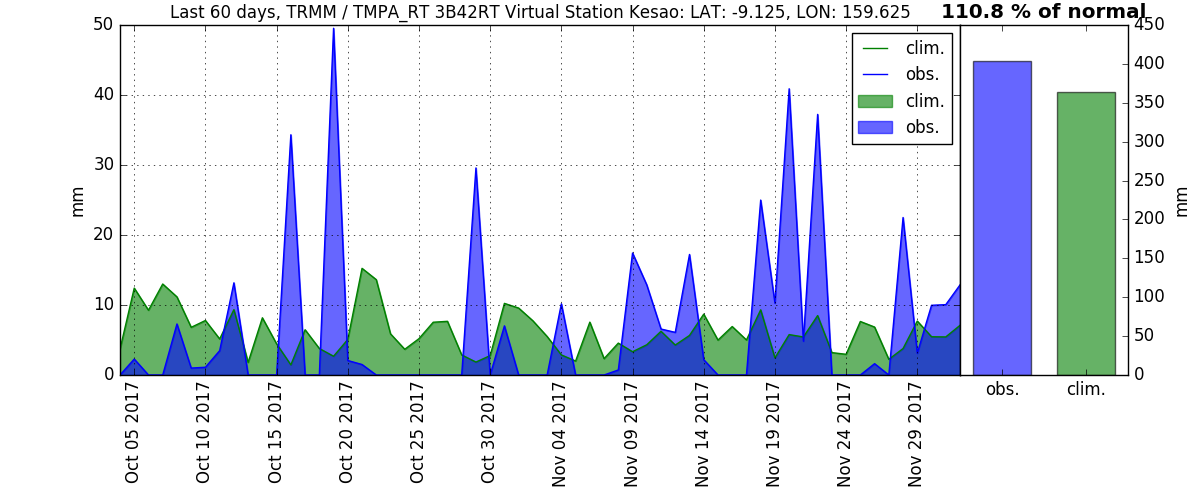 Last 60 days, TRMM / TMPA_RT 3B42RT Virtual Station Kesao: LAT: -9.125, LON: 159.625
110.8 % of normal
50
40
30
20
10
0
mm
clim.
obs.
clim.
obs.
450
400
350
300
250
200
150
100
50
0
mm
obs.
clim.
Oct 05 2017
Oct 10 2017
Oct 15 2017
Oct 20 2017
Oct 25 2017
Oct 30 2017
Nov 04 2017
Nov 09 2017
Nov 14 2017
Nov 19 2017
Nov 24 2017
Nov 29 2017